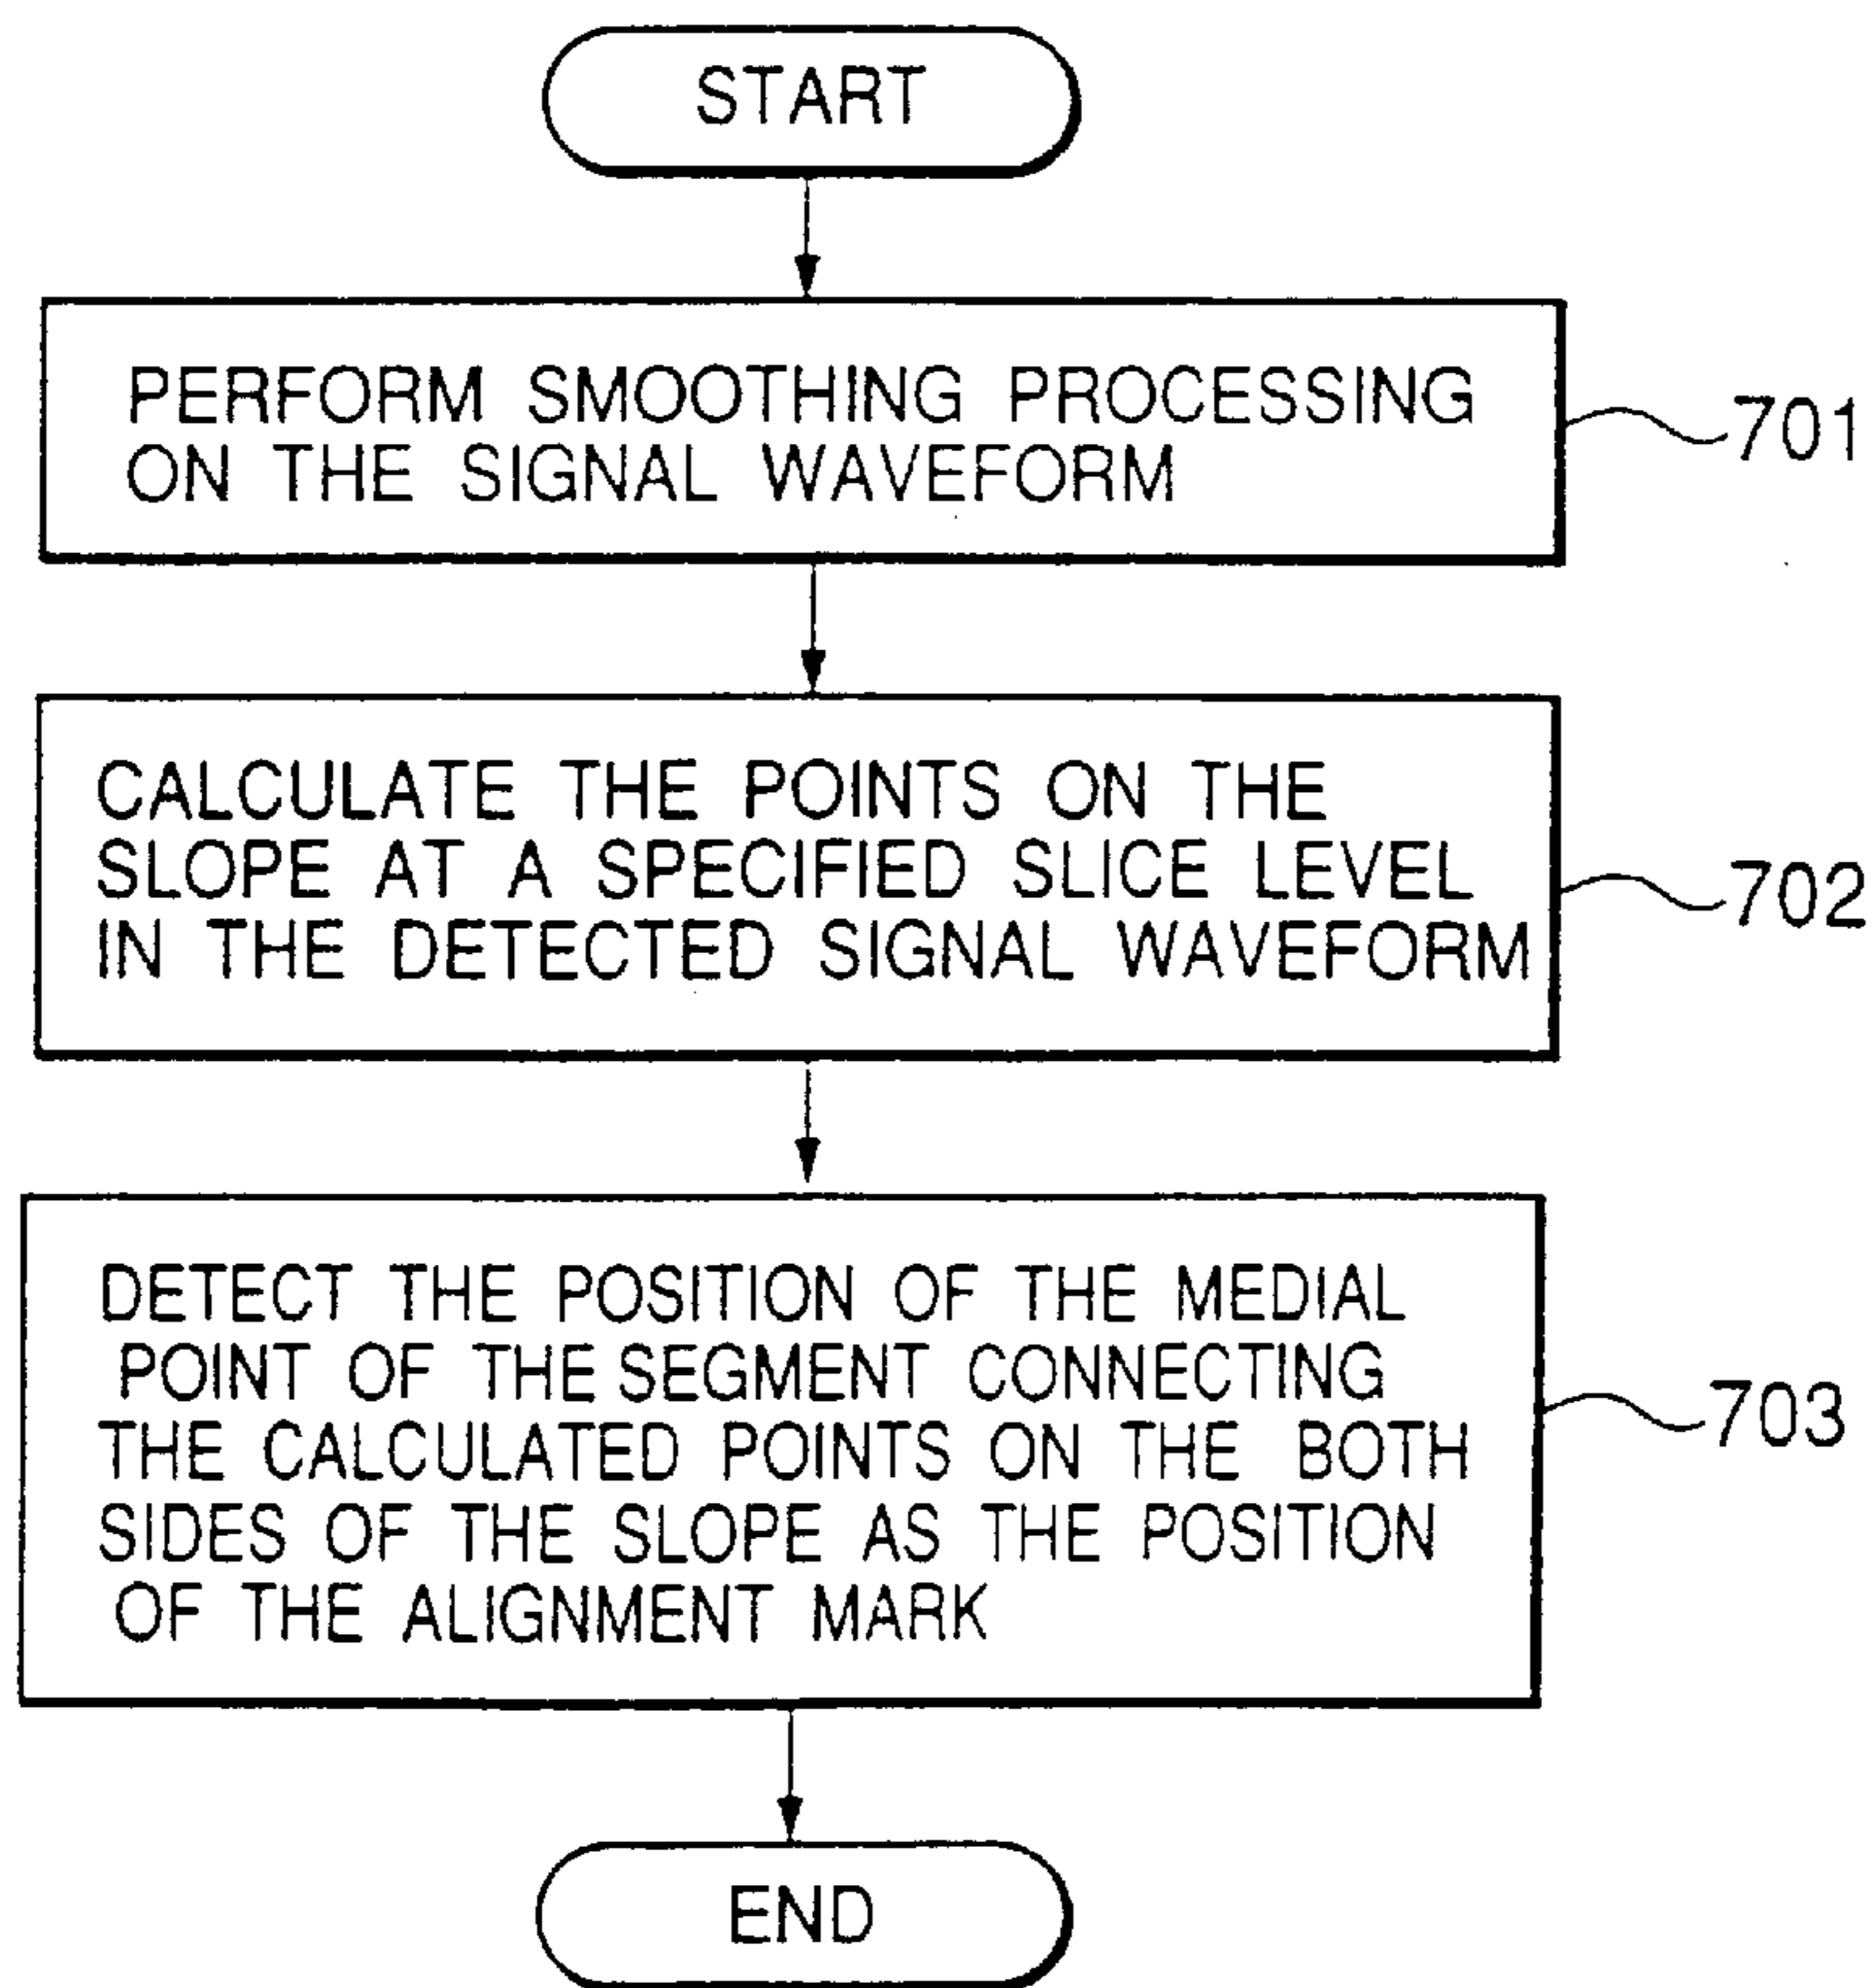 START
PERFORM SMOOTHING PROCESSING
ON THE SIGNAL WAVEFORM
701
CALCULATE THE POINTS ON THE
SLOPE AT A SPECIFIED SLICE LEVEL
IN THE DETECTED SIGNAL WAVEFORM
702
DETECT THE POSITION OF THE MEDIAL
POINT OF THE SEGMENT CONNECTING
THE CALCULATED POINTS ON THE BOTH
SIDES OF THE SLOPE AS THE POSITION
OF THE ALIGNMENT MARK
703
END